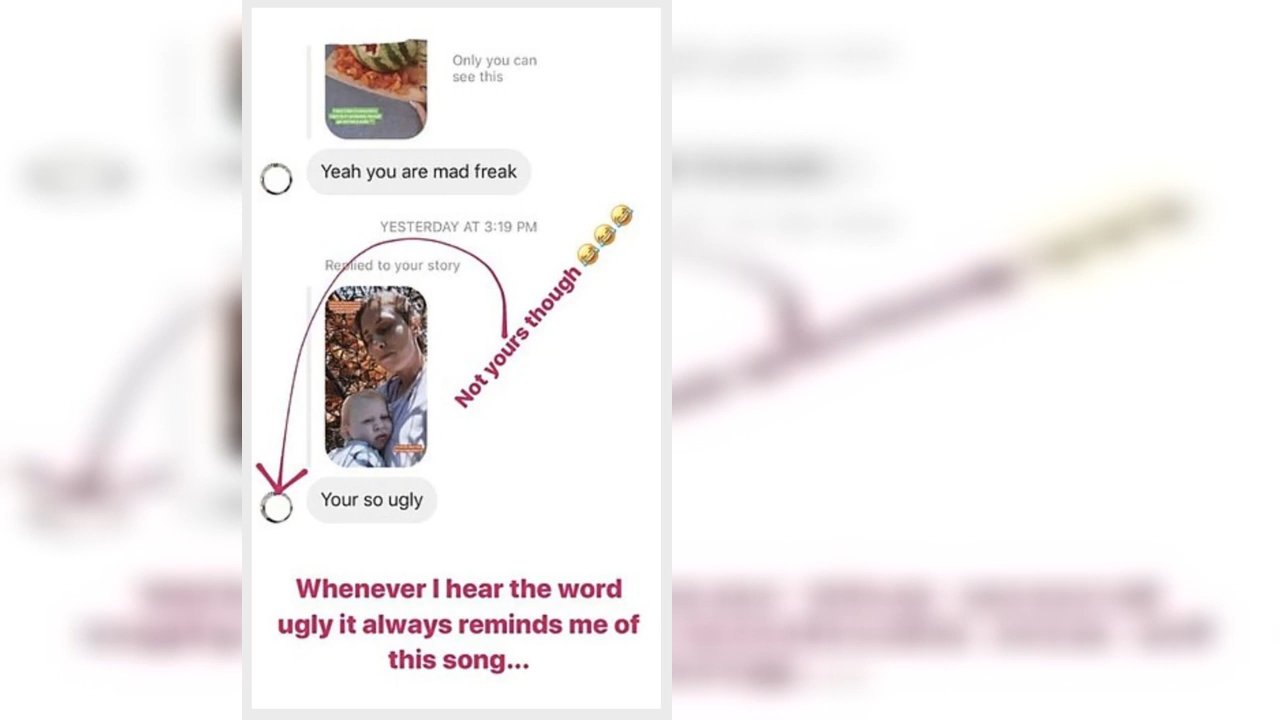 Only you can
see this
Yeah you are mad freak
YESTERDAY AT 3:19 PM
Replied to your story
Not yours though 😂😂😂
Your so ugly
Whenever I hear the word
ugly it always reminds me of
this song...